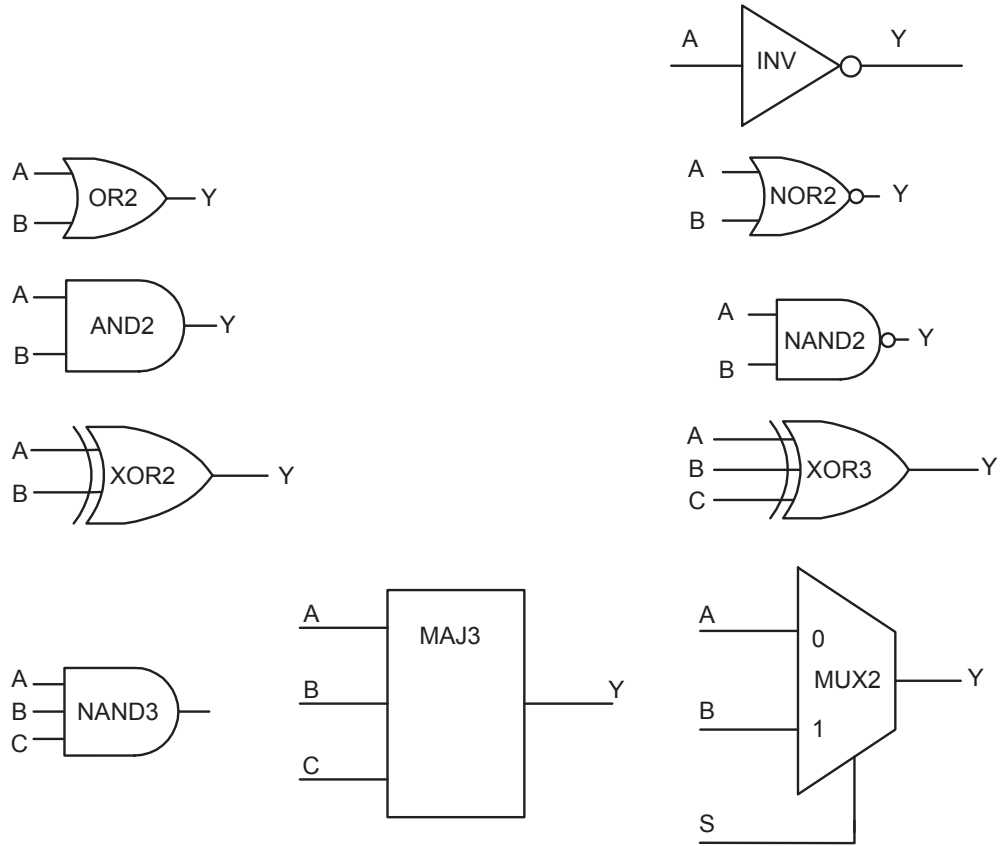 A INV Y
A OR2 Y
B
A NOR2 Y
B
A AND2 Y
B
A NAND2 Y
B
A XOR2 Y
B
A XOR3 Y
B
C
A NAND3
B
C
A MAJ3
B Y
C
A 0
MUX2 Y
B 1
S